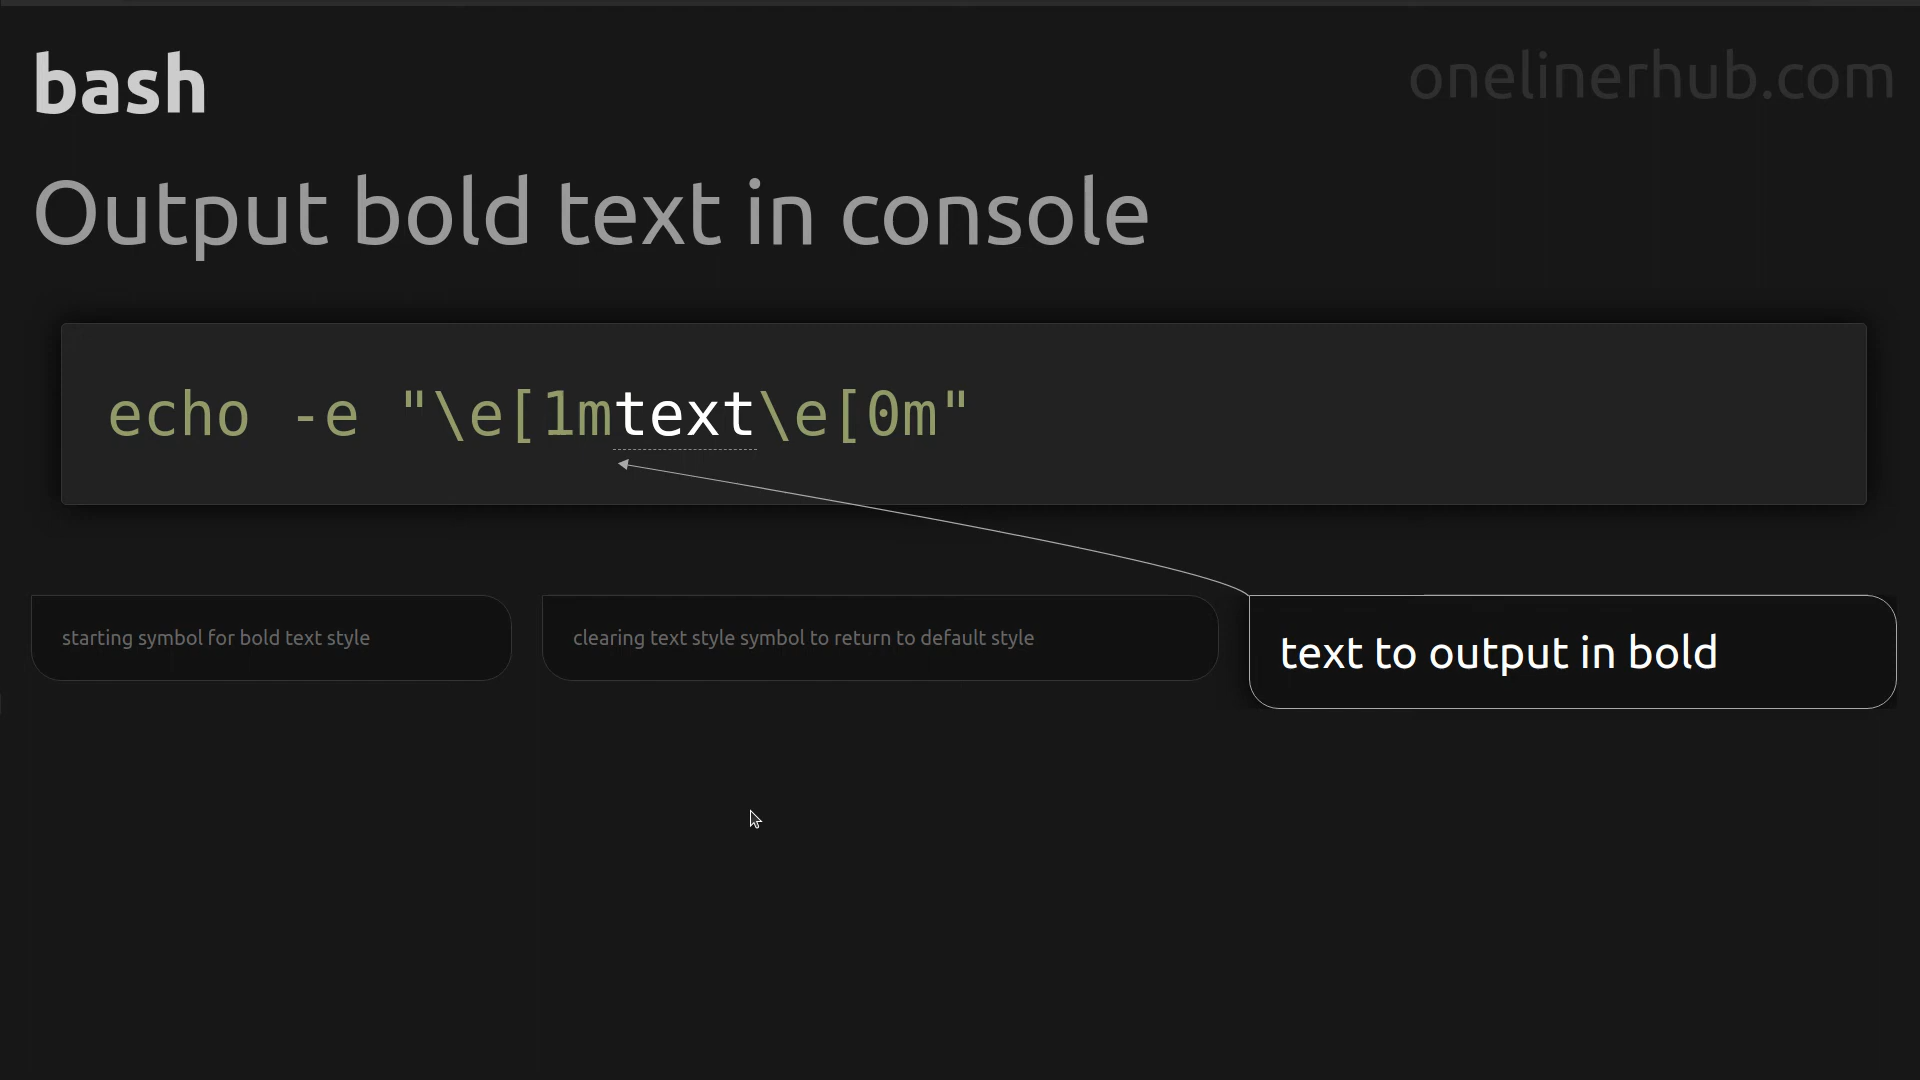 bash
onelinerhub.com
Output bold text in console
echo -e "\e[1mtext\e[0m"
starting symbol for bold text style
clearing text style symbol to return to default style
text to output in bold